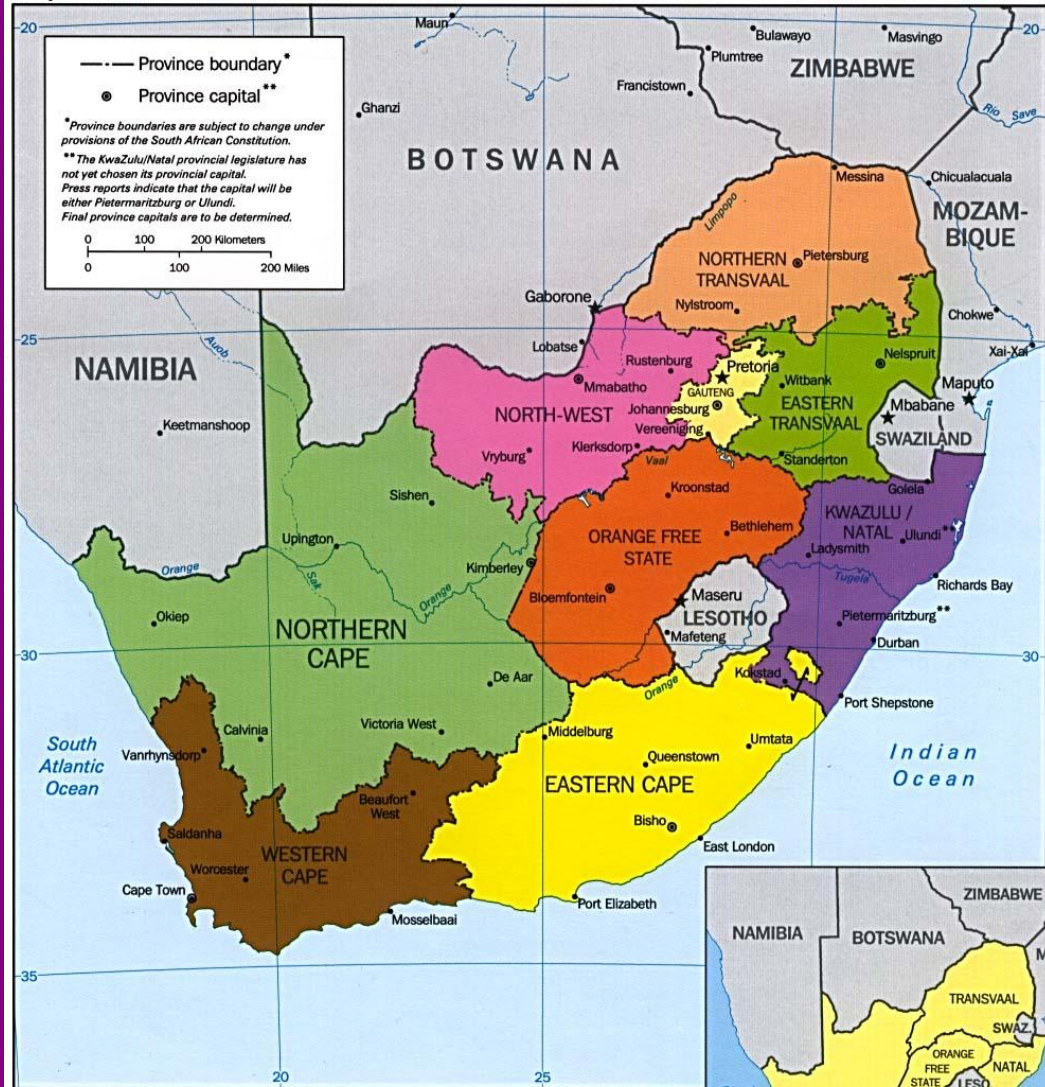 Province boundary*
Province capital**
*Province boundaries are subject to change under
provisions of the South African Constitution.
**The KwaZulu/Natal provincial legislature has
not yet chosen its provincial capital.
Press reports indicate that the capital will be
either Pietermaritzburg or Ulundi.
Final province capitals are to be determined.
0 100 200 Kilometers
0 100 200 Miles
20
Maun
Bulawayo
Masvingo
20
Plumtree
ZIMBABWE
Francistown
Ghanzi
Rio Save
BOTSWANA
Messina
Chicualacuala
MOZAM-
BIQUE
Limpopo
NORTHERN
TRANSVAAL
Pietersburg
Gaborone
Nylstroom
Chokwe
25
Lobatse
Auob
Rustenburg
Nelspruit
Xai-Xai
NAMIBIA
Mmabatho
Pretoria
Witbank
Maputo
GAUTENG
Johannesburg
EASTERN
TRANSVAAL
Mbabane
NORTH-WEST
Keetmanshoop
Vereeniging
SWAZILAND
Klerksdorp
Vryburg
Vaal
Standerton
Golela
Sishen
Kroonstad
KWAZULU /
NATAL
ORANGE FREE
STATE
Bethlehem
Ulundi**
Upington
Ladysmith
Orange
Kimberley
Sak
Orange
Tugela
Richards Bay
Bloemfontein
Maseru
LESOTHO
Okiep
Pietermaritzburg**
NORTHERN
CAPE
Mafeteng
Durban
30
30
De Aar
Orange
Kokstad
Port Shepstone
Calvinia
Victoria West
Middelburg
Umtata
South
Atlantic
Ocean
Vanrhynsdorp
Queenstown
Indian
Ocean
EASTERN CAPE
Beaufort
West
Bisho
Saldanha
East London
WESTERN
CAPE
Worcester
Cape Town
Mosselbaai
Port Elizabeth
35
20
25
ZIMBABWE
NAMIBIA
BOTSWANA
M
TRANSVAAL
SWAZ.
ORANGE
FREE
STATE
NATAL
LESO